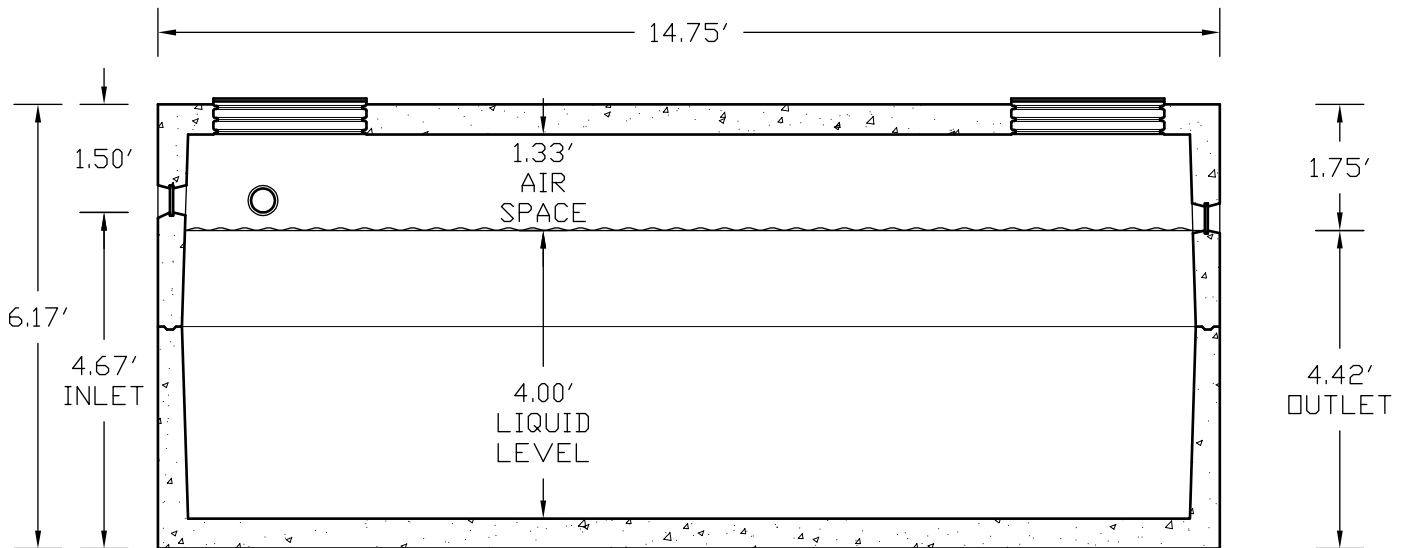 14.75′
1.50′
1.33′
AIR
SPACE
1.75′
6.17′
4.67′
INLET
4.00′
LIQUID
LEVEL
4.42′
OUTLET